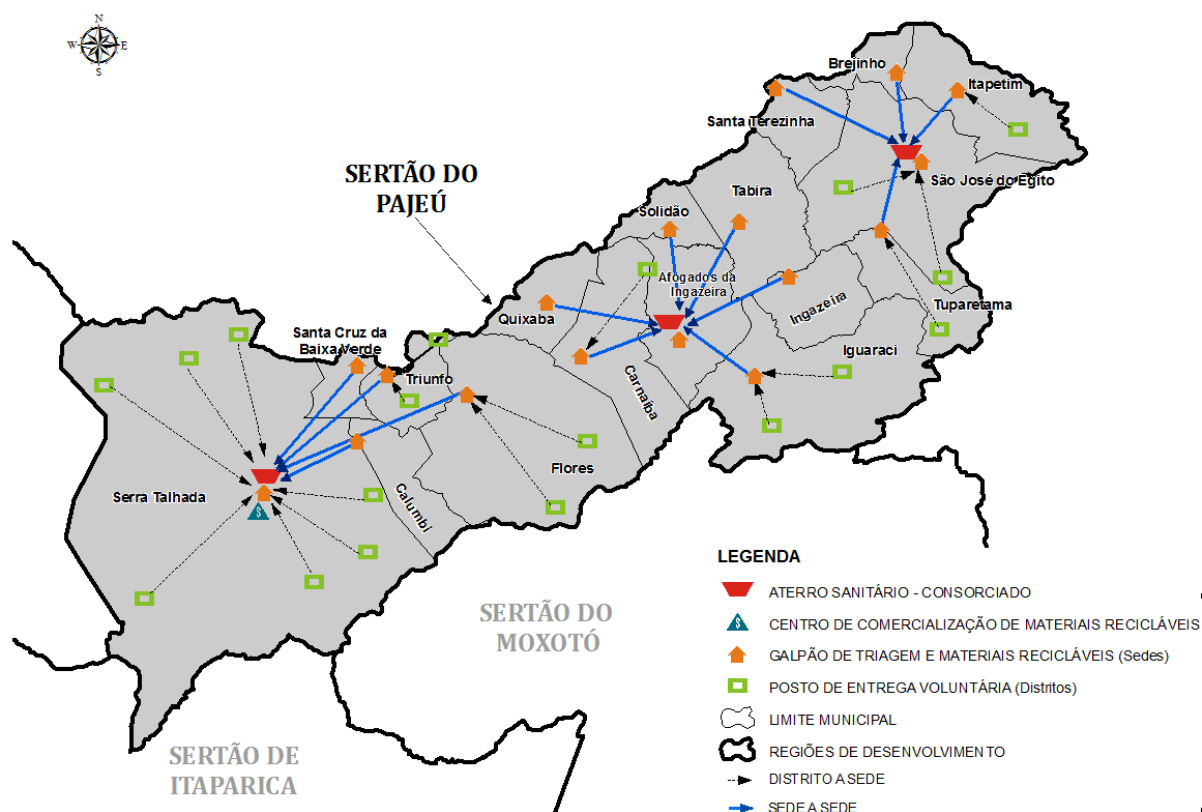 N
W
E
S
Brejinho
Itapetim
Santa Terezinha
SERTÃO DO
PAJEÚ
São José do Egito
Tabira
Solidão
Afogados da
Ingazeira
Quixaba
Ingazeira
Tuparetama
Santa Cruz da
Baixa Verde
Iguaraci
Triunfo
Carnaíba
Flores
Serra Talhada
Calumbi
$
SERTÃO DO
MOXOTÓ
SERTÃO DE
ITAPARICA
LEGENDA
ATERRO SANITÁRIO - CONSORCIADO
$
CENTRO DE COMERCIALIZAÇÃO DE MATERIAIS RECICLÁVEIS
GALPÃO DE TRIAGEM E MATERIAIS RECICLÁVEIS (Sedes)
POSTO DE ENTREGA VOLUNTÁRIA (Distritos)
LIMITE MUNICIPAL
REGIÕES DE DESENVOLVIMENTO
DISTRITO A SEDE
SEDE A SEDE